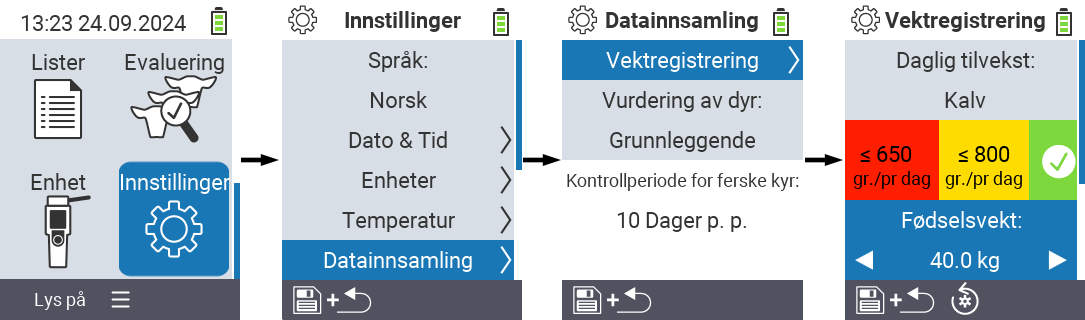 13:23 24.09.2024
Lister
Evaluering
Enhet
Innstillinger
Lys på
Innstillinger
Språk:
Norsk
Dato & Tid
Enheter
Temperatur
Datainnsamling
+
Datainnsamling
Vektregistrering
Vurdering av dyr:
Grunnleggende
Kontrollperiode for ferske kyr:
10 Dager p. p.
+
Vektregistrering
Daglig tilvekst:
Kalv
≤ 650
gr./pr dag
≤ 800
gr./pr dag
Fødselsvekt:
40.0 kg
+